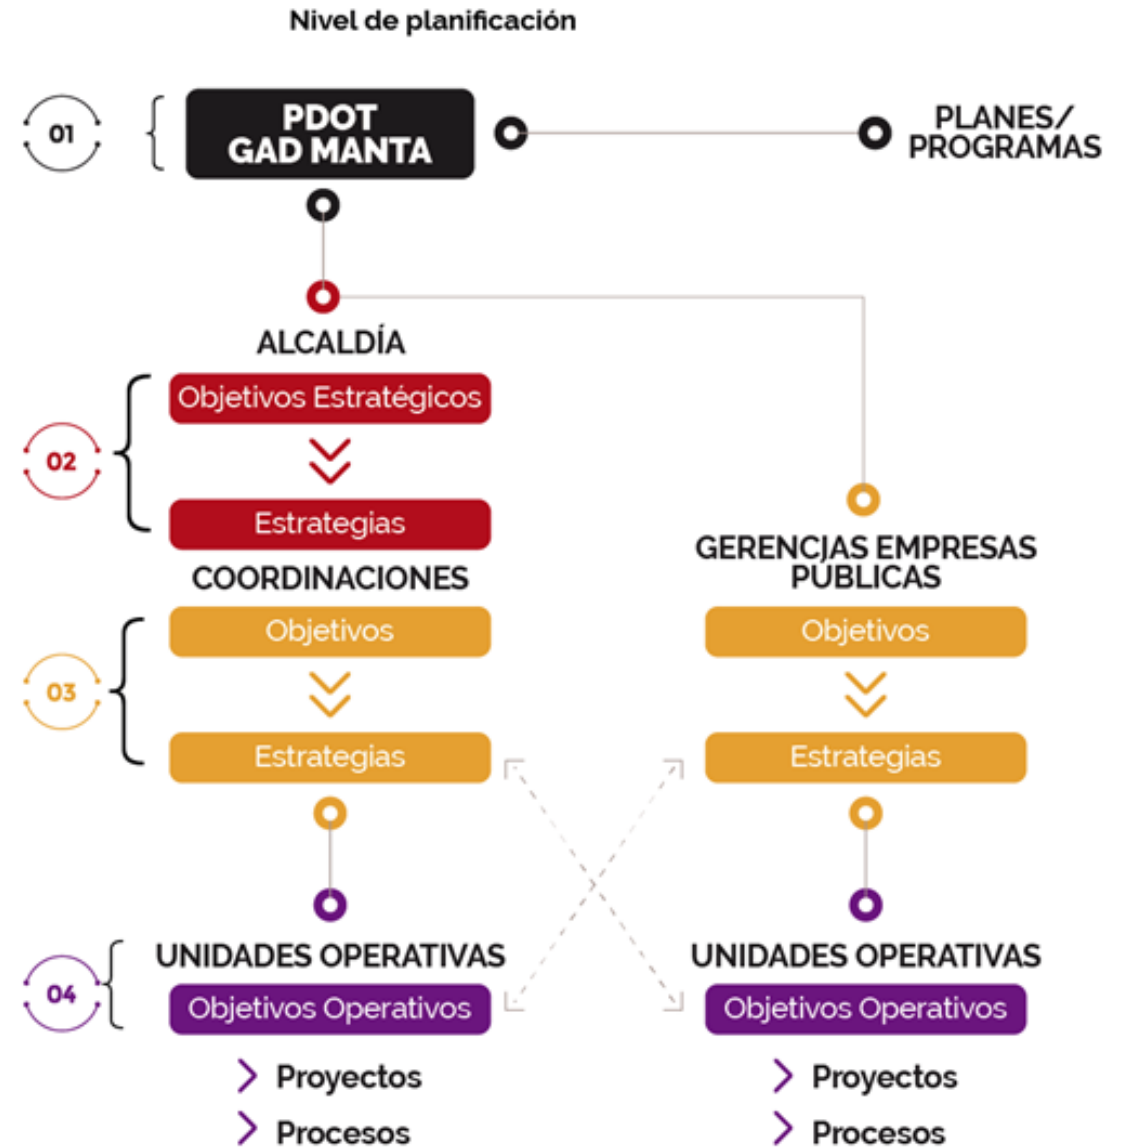 Nivel de planificación
01
PDOT
GAD MANTA
PLANES/
PROGRAMAS
ALCALDÍA
02
Objetivos Estratégicos
Estrategias
COORDINACIONES
GERENCJAS EMPRESAS
PUBLICAS
03
Objetivos
Estrategias
Objetivos
Estrategias
04
UNIDADES OPERATIVAS
Objetivos Operativos
Proyectos
Procesos
UNIDADES OPERATIVAS
Objetivos Operativos
Proyectos
Procesos